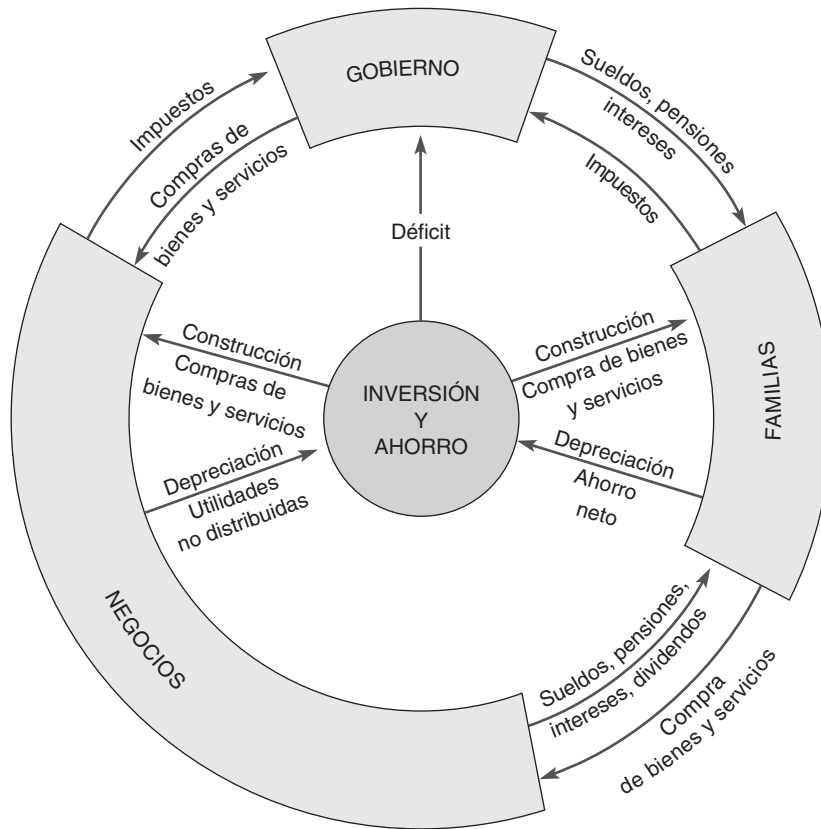 GOBIERNO
Impuestos
Compras de
bienes y servicios
Sueldos, pensiones
intereses
Impuestos
Déficit
Construcción
Compras de
bienes y servicios
Depreciación
Utilidades
no distribuidas
INVERSIÓN
Y
AHORRO
Construcción
Compra de bienes
y servicios
Depreciación
Ahorro
neto
FAMILIAS
NEGOCIOS
Sueldos, pensiones,
intereses, dividendos
Compra
de bienes y servicios